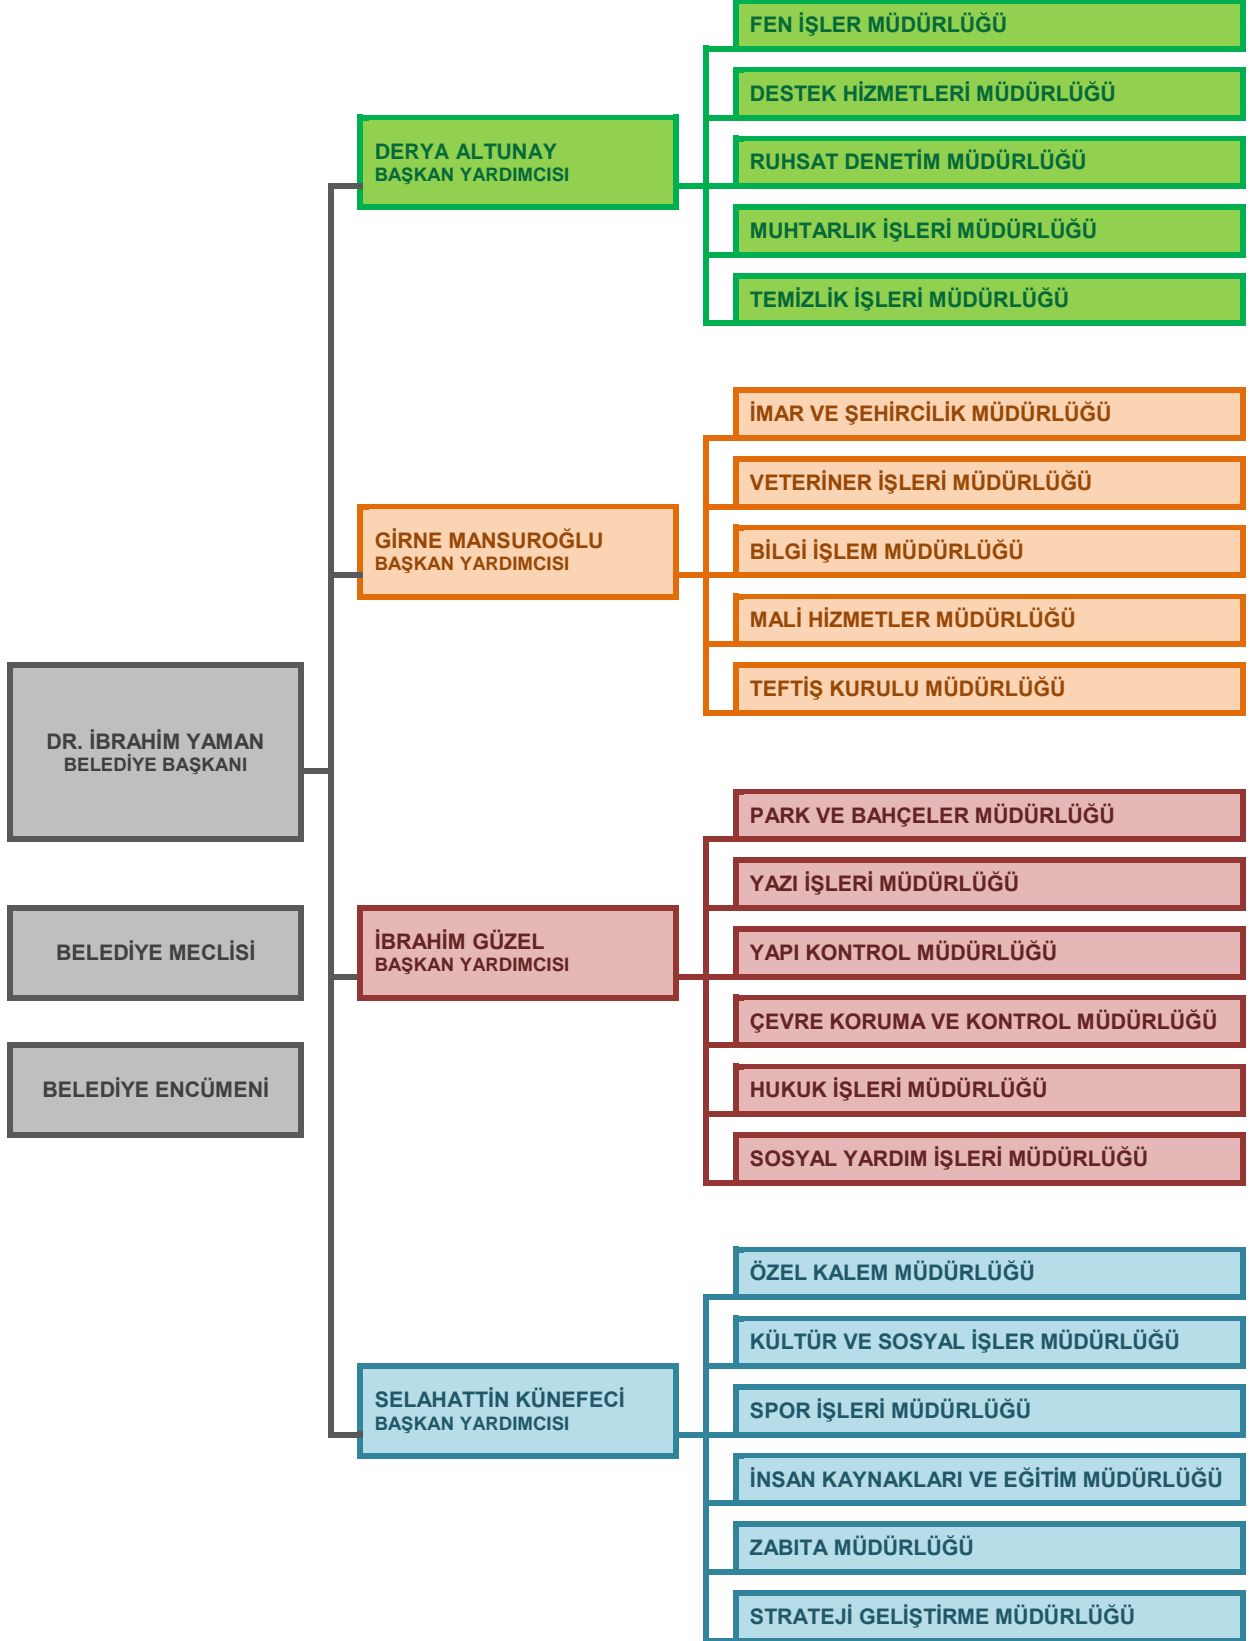 DR. İBRAHİM YAMAN
BELEDİYE BAŞKANI
BELEDİYE MECLİSİ
BELEDİYE ENCÜMENİ
DERYA ALTUNAY
BAŞKAN YARDIMCISI
FEN İŞLER MÜDÜRLÜĞÜ
DESTEK HİZMETLERİ MÜDÜRLÜĞÜ
RUHSAT DENETİM MÜDÜRLÜĞÜ
MUHTARLIK İŞLERİ MÜDÜRLÜĞÜ
TEMİZLİK İŞLERİ MÜDÜRLÜĞÜ
GİRNE MANSUROĞLU
BAŞKAN YARDIMCISI
İMAR VE ŞEHİRCİLİK MÜDÜRLÜĞÜ
VETERİNER İŞLERİ MÜDÜRLÜĞÜ
BİLGİ İŞLEM MÜDÜRLÜĞÜ
MALİ HİZMETLER MÜDÜRLÜĞÜ
TEFTİŞ KURULU MÜDÜRLÜĞÜ
İBRAHİM GÜZEL
BAŞKAN YARDIMCISI
PARK VE BAHÇELER MÜDÜRLÜĞÜ
YAZI İŞLERİ MÜDÜRLÜĞÜ
YAPI KONTROL MÜDÜRLÜĞÜ
ÇEVRE KORUMA VE KONTROL MÜDÜRLÜĞÜ
HUKUK İŞLERİ MÜDÜRLÜĞÜ
SOSYAL YARDIM İŞLERİ MÜDÜRLÜĞÜ
SELAHATTİN KÜNEFECİ
BAŞKAN YARDIMCISI
ÖZEL KALEM MÜDÜRLÜĞÜ
KÜLTÜR VE SOSYAL İŞLER MÜDÜRLÜĞÜ
SPOR İŞLERİ MÜDÜRLÜĞÜ
İNSAN KAYNAKLARI VE EĞİTİM MÜDÜRLÜĞÜ
ZABITA MÜDÜRLÜĞÜ
STRATEJİ GELİŞTİRME MÜDÜRLÜĞÜ